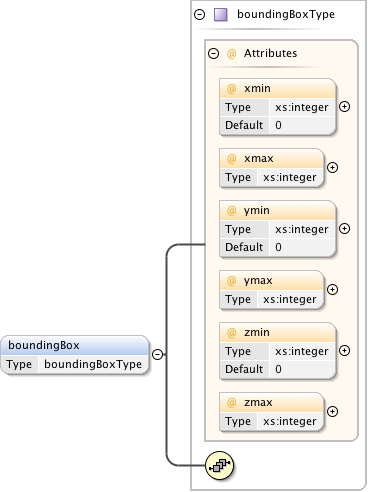 boundingBoxType
@ Attributes
@ xmin
Type xs:integer
Default 0
@ xmax
Type xs:integer
@ ymin
Type xs:integer
Default 0
@ ymax
Type xs:integer
boundingBox
Type boundingBoxType
@ zmin
Type xs:integer
Default 0
@ zmax
Type xs:integer